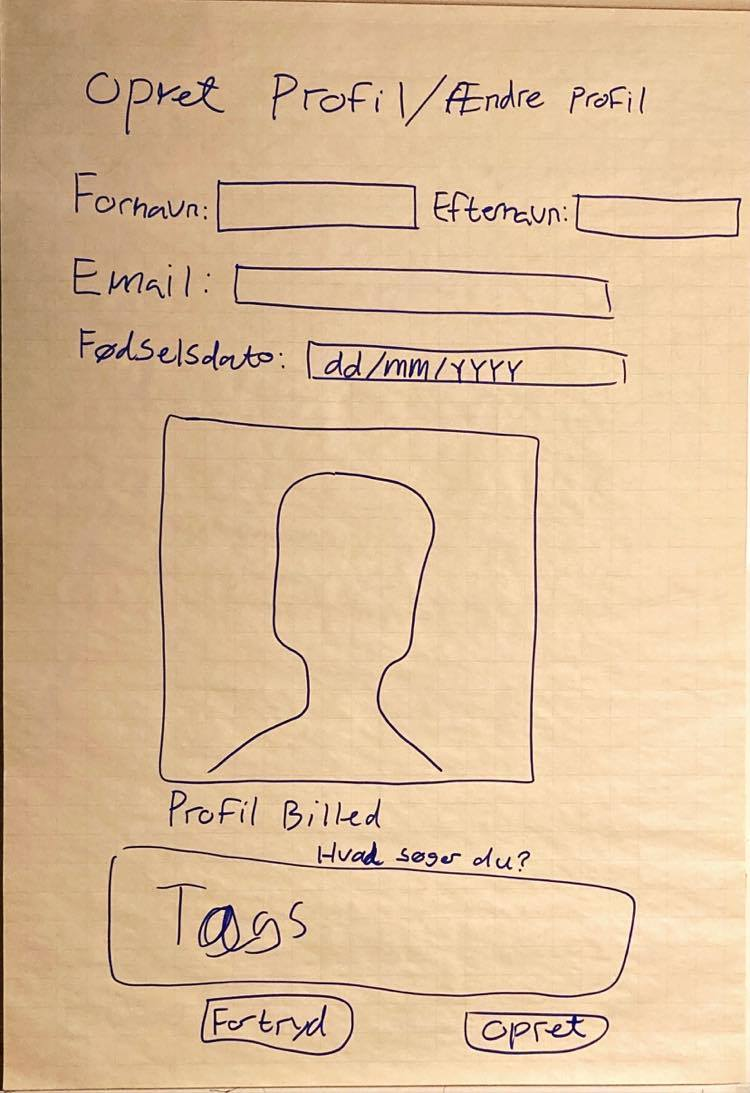 Opret Profil/Ændre Profil
Fornavn: Efternavn:
Email:
Fødselsdato: dd/mm/YYYY
Profil Billed
Hvad søger du?
Tags
Fortryd opret